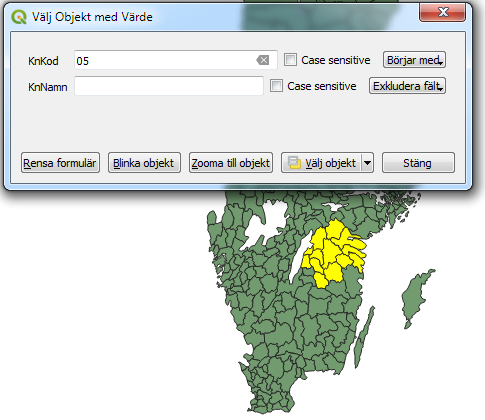 Välj Objekt med Värde
KnKod 05 Case sensitive Börjar med
KnNamn Case sensitive Exkludera fält
Rensa formulär Blinka objekt Zooma till objekt Välj objekt Stäng